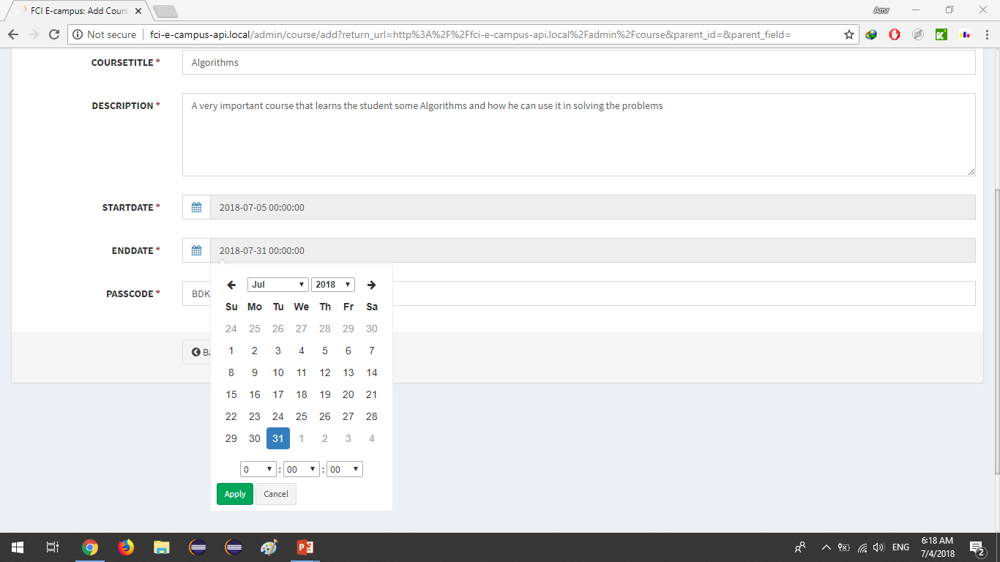 FCI E-campus: Add Cours
Amr
Not secure fci-e-campus-api.local/admin/course/add?return_url=http%3A%2F%2Ffci-e-campus-api.local%2Fadmin%2Fcourse&parent_id=&parent_field=
COURSETITLE * Algorithms
DESCRIPTION * A very important course that learns the student some Algorithms and how he can use it in solving the problems
STARTDATE * 2018-07-05 00:00:00
ENDDATE * 2018-07-31 00:00:00
PASSCODE * BDK
Jul 2018
Su Mo Tu We Th Fr Sa
24 25 26 27 28 29 30
1 2 3 4 5 6 7
8 9 10 11 12 13 14
15 16 17 18 19 20 21
22 23 24 25 26 27 28
29 30 31 1 2 3 4
0 : 00 : 00
Ba
Apply Cancel
ENG
6:18 AM
7/4/2018
2